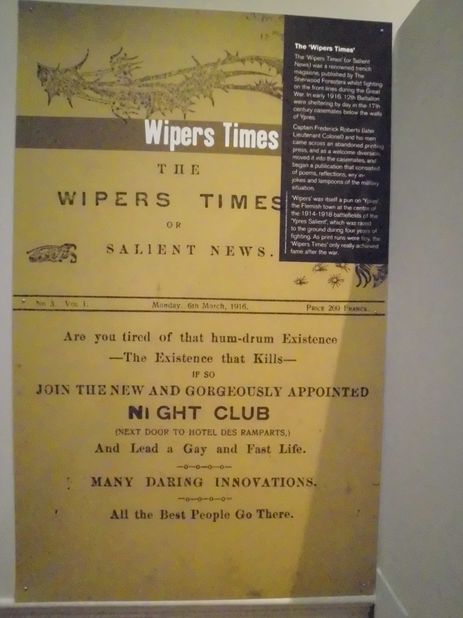 The 'Wipers Times'
The 'Wipers Times' (or Salient
News) was a renowned trench
magazine, published by The
Sherwood Foresters whilst fighting
on the front lines during the Great
War. In early 1916, 12th Battalion
were sheltering by day in the 17th
century casemates below the walls
of Ypres.
Captain Frederick Roberts (later
Lieutenant Colonel) and his men
came across an abandoned printing
press, and as a welcome diversion
moved it into the casemates, and
began a publication that consisted
of poems, reflections, wry in-
jokes and lampoons of the military
situation.
'Wipers' was itself a pun on 'Ypres',
the Flemish town at the centre of
the 1914-1918 battlefields of the
'Ypres Salient', which was razed
to the ground during four years of
fighting. As print runs were tiny, the
'Wipers Times' only really achieved
fame after the war.
Wipers Times
THE
WIPERS TIMES
OR
SALIENT NEWS.
No 3. Vol 1.
Monday, 6th March, 1916.
Price 200 Francs.
Are you tired of that hum-drum Existence
—The Existence that Kills—
IF SO
JOIN THE NEW AND GORGEOUSLY APPOINTED
NIGHT CLUB
(NEXT DOOR TO HOTEL DES RAMPARTS,)
And Lead a Gay and Fast Life.
MANY DARING INNOVATIONS.
All the Best People Go There.